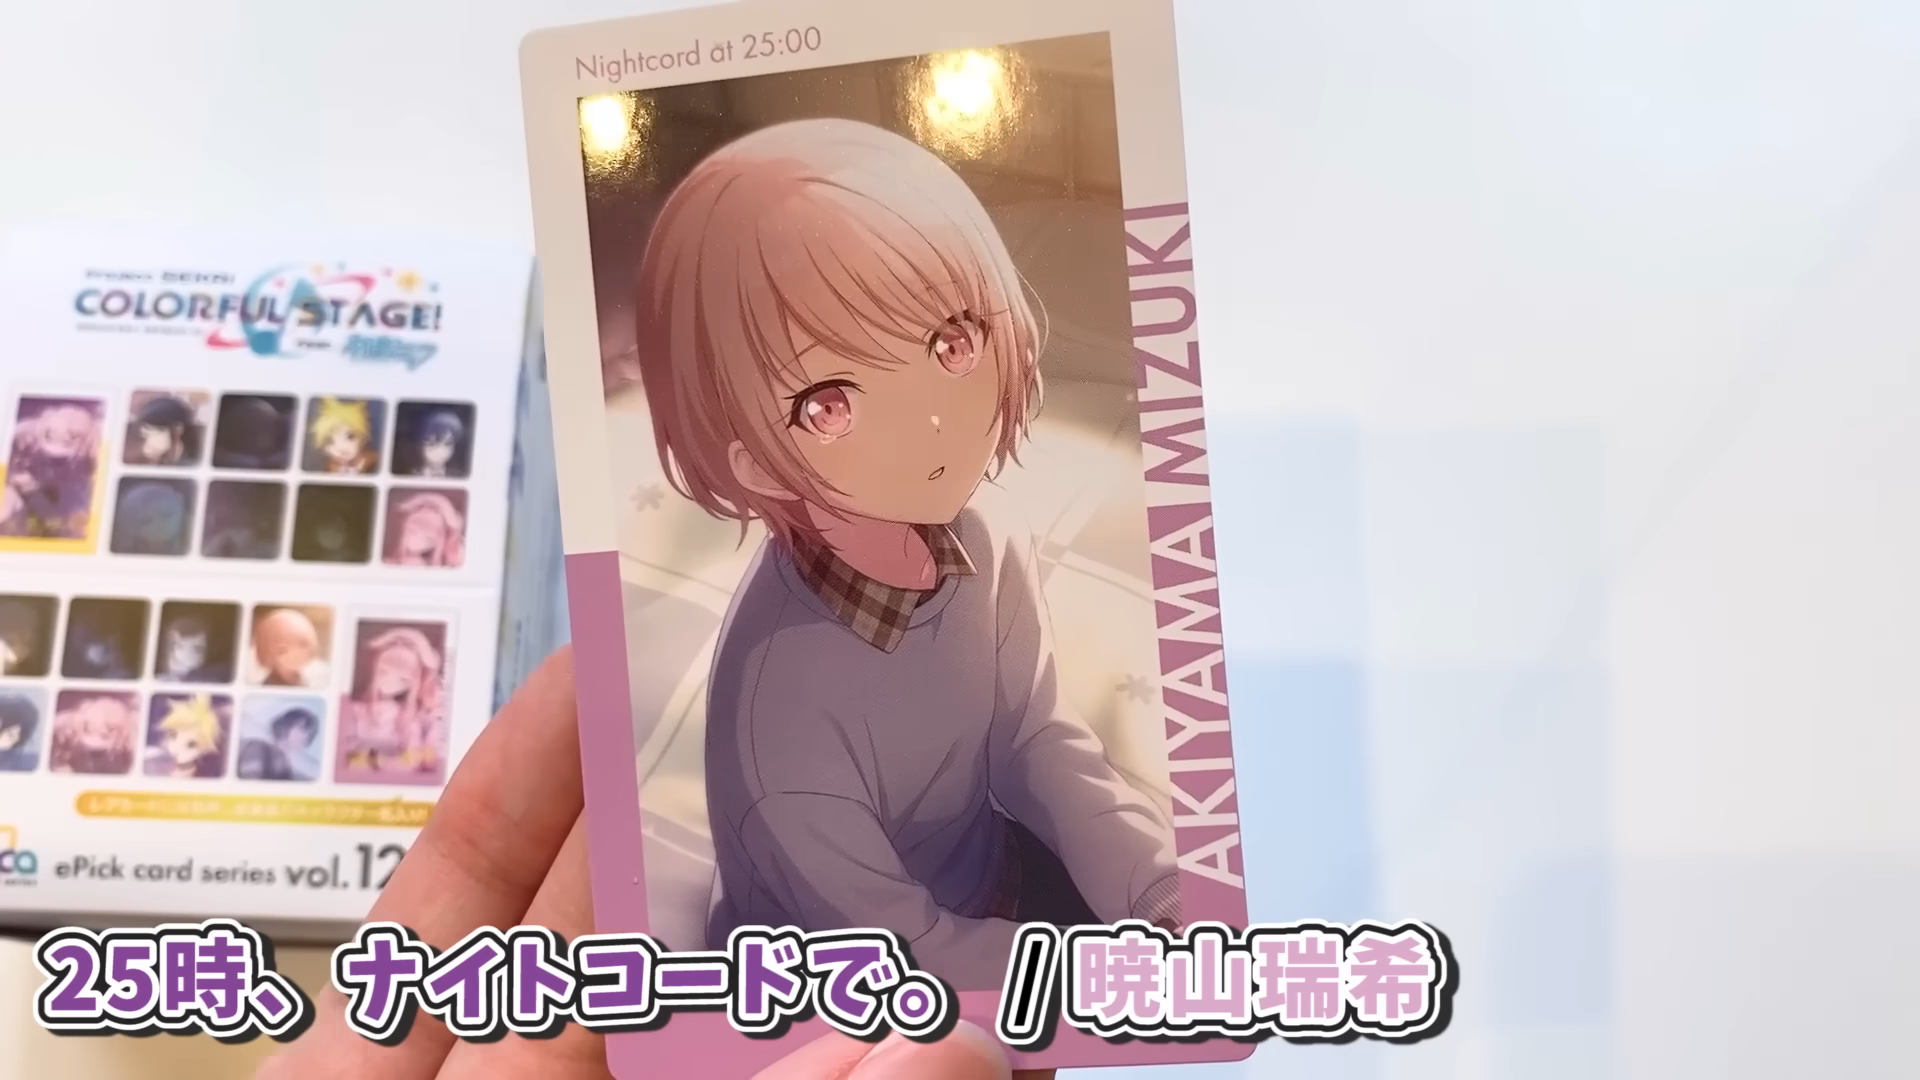 Nightcord at 25:00
AKIYAMA MIZUKI
COLORFUL STAGE!
ePick card series vol.12
25時、ナイトコードで。 / 暁山瑞希